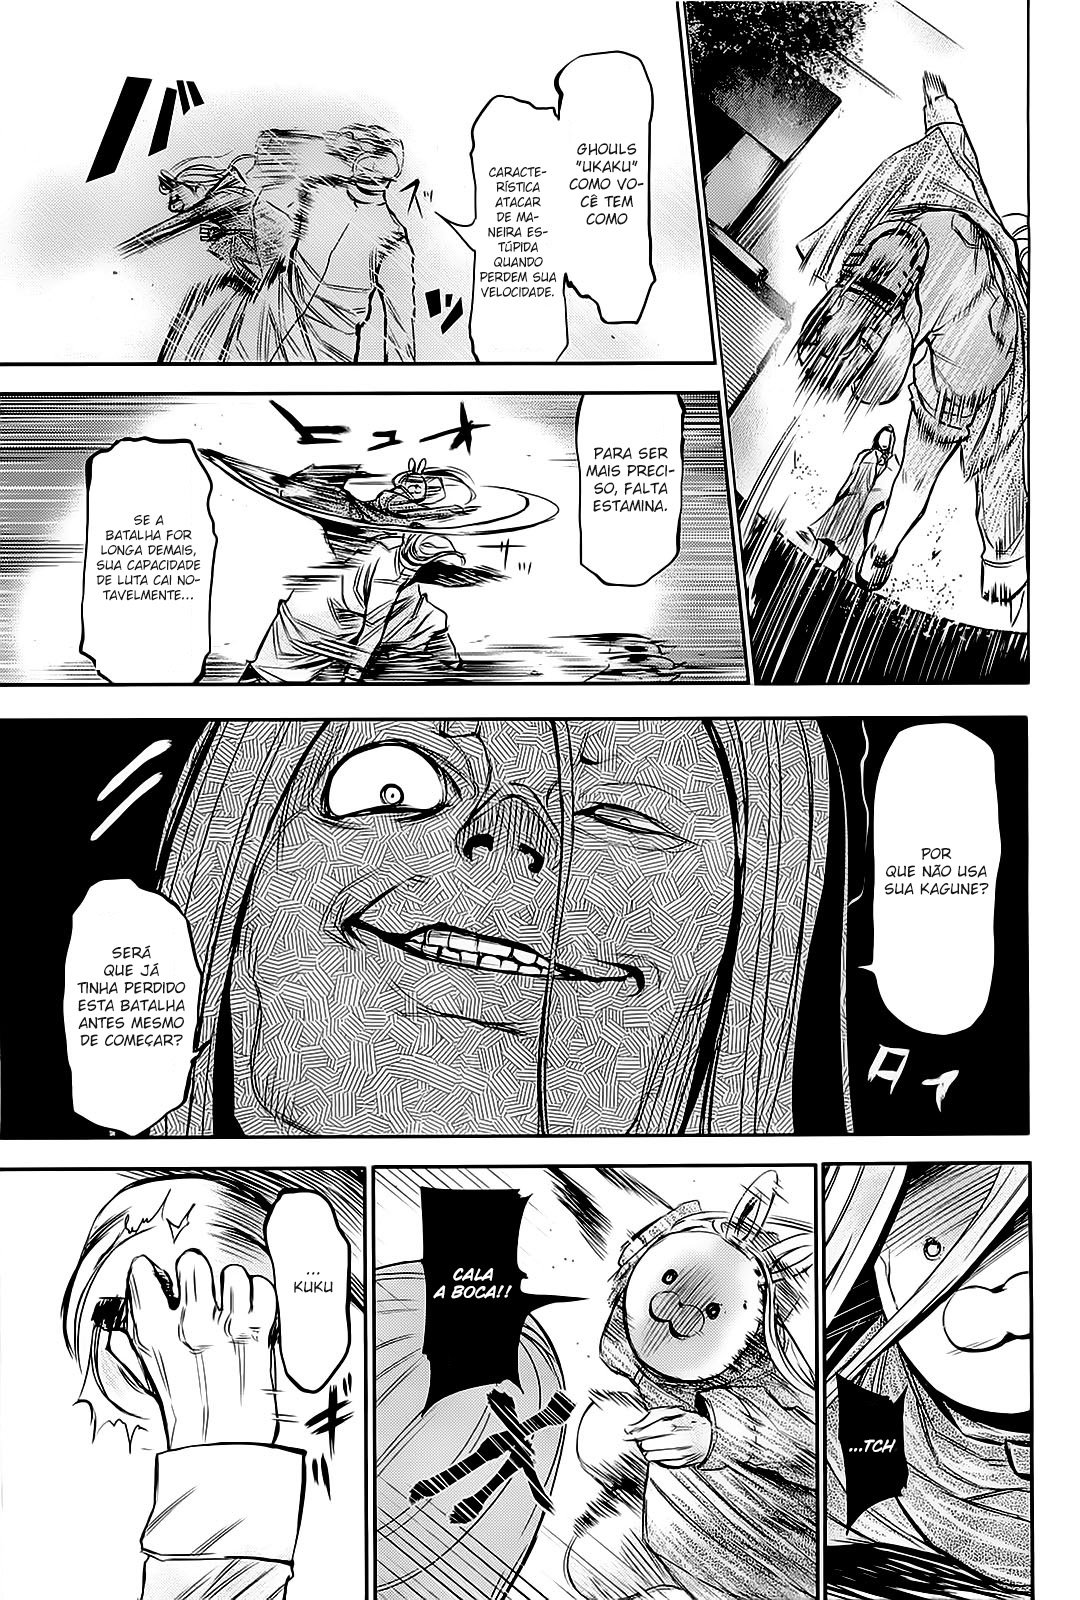 GHOULS
"UKAKU"
COMO VO-
CÊ TEM
COMO
CARACTE-
RÍSTICA
ATACAR
DE MA-
NEIRA ES-
TÚPIDA
QUANDO
PERDEM SUA
VELOCIDADE.
ヒュオ
PARA SER
MAIS PRECI-
SO, FALTA
ESTAMINA.
SE A
BATALHA FOR
LONGA DEMAIS,
SUA CAPACIDADE
DE LUTA CAI NO-
TAVELMENTE...
POR
QUE NÃO USA
SUA KAGUNE?
SERÁ
QUE JÁ
TINHA PERDIDO
ESTA BATALHA
ANTES MESMO
DE COMEÇAR?
...TCH
CALA
A BOCA!!
...
KUKU